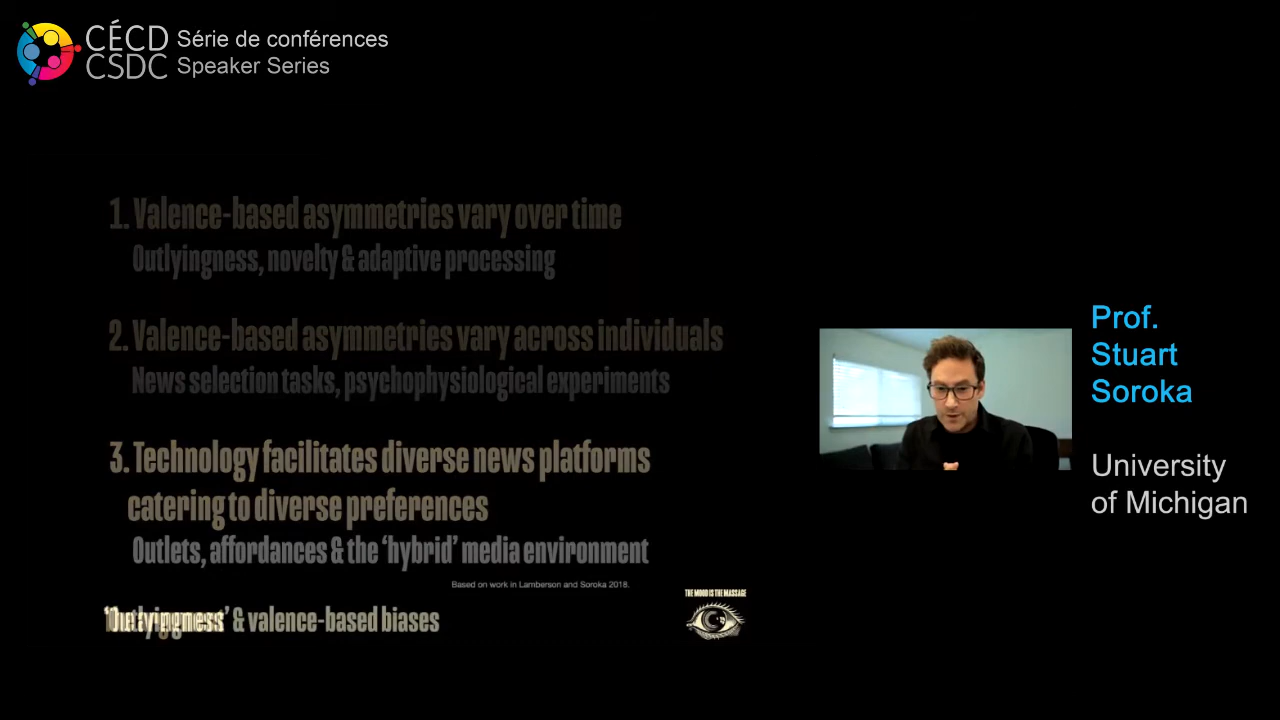 CÉCD Série de conférences
CSDC Speaker Series
1. Valence-based asymmetries vary over time
Outlyingness, novelty & adaptive processing
2. Valence-based asymmetries vary across individuals
News selection tasks, psychophysiological experiments
3. Technology facilitates diverse news platforms
catering to diverse preferences
Outlets, affordances & the ‘hybrid’ media environment
Based on work in Lamberson and Soroka 2018.
THE MOOD IS THE MASSAGE
‘Outlyingness’ & valence-based biases
Prof.
Stuart
Soroka
University
of Michigan